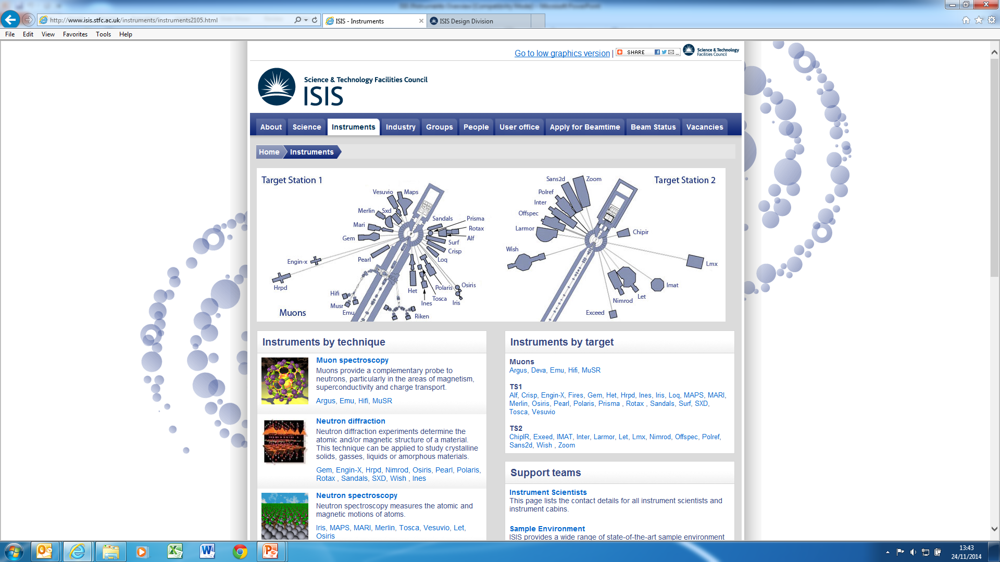 http://www.isis.stfc.ac.uk/instruments/instruments2105.html
ISIS - Instruments
ISIS Design Division
File Edit View Favorites Tools Help
Go to low graphics version | SHARE ... Science & Technology
Facilities Council
Science & Technology Facilities Council
ISIS
About Science Instruments Industry Groups People User office Apply for Beamtime Beam Status Vacancies
Home Instruments
Target Station 1
Vesuvio Maps
Merlin Sxd
Sandals Prisma
Mari
Rotax
Gem
Alf
Surf
Crisp
Pearl
Loq
Engin-x
Hrpd
Het
Polaris
Osiris
Hifi
Tosca
Iris
Ines
Musr
Emu
Muons
Riken
Target Station 2
Sans2d
Zoom
Polref
Inter
Offspec
Larmor
Chipir
Wish
Lmx
Imat
Let
Nimrod
Exceed
Instruments by technique
Muon spectroscopy
Muons provide a complementary probe to
neutrons, particularly in the areas of magnetism,
superconductivity and charge transport.
Argus, Emu, Hifi, MuSR
Neutron diffraction
Neutron diffraction experiments determine the
atomic and/or magnetic structure of a material.
This technique can be applied to study crystalline
solids, gasses, liquids or amorphous materials.
Gem, Engin-X, Hrpd, Nimrod, Osiris, Pearl, Polaris,
Rotax , Sandals, SXD, Wish , Ines
Neutron spectroscopy
Neutron spectroscopy measures the atomic and
magnetic motions of atoms.
Iris, MAPS, MARI, Merlin, Tosca, Vesuvio, Let,
Osiris
Instruments by target
Muons
Argus, Deva, Emu, Hifi, MuSR
TS1
Alf, Crisp, Engin-X, Fires, Gem, Het, Hrpd, Ines, Iris, Loq, MAPS, MARI,
Merlin, Osiris, Pearl, Polaris, Prisma , Rotax , Sandals, Surf, SXD,
Tosca, Vesuvio
TS2
ChipIR, Exeed, IMAT, Inter, Larmor, Let, Lmx, Nimrod, Offspec, Polref,
Sans2d, Wish , Zoom
Support teams
Instrument Scientists
This page lists the contact details for all instrument scientists and
instrument cabins.
Sample Environment
ISIS provides a wide range of state-of-the-art sample environment
13:43
24/11/2014